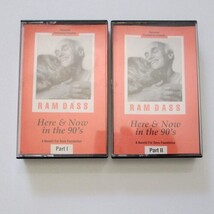 RAM DASS
Here & Now
in the 90's
Part I
RAM DASS
Here & Now
in the 90's
Part II